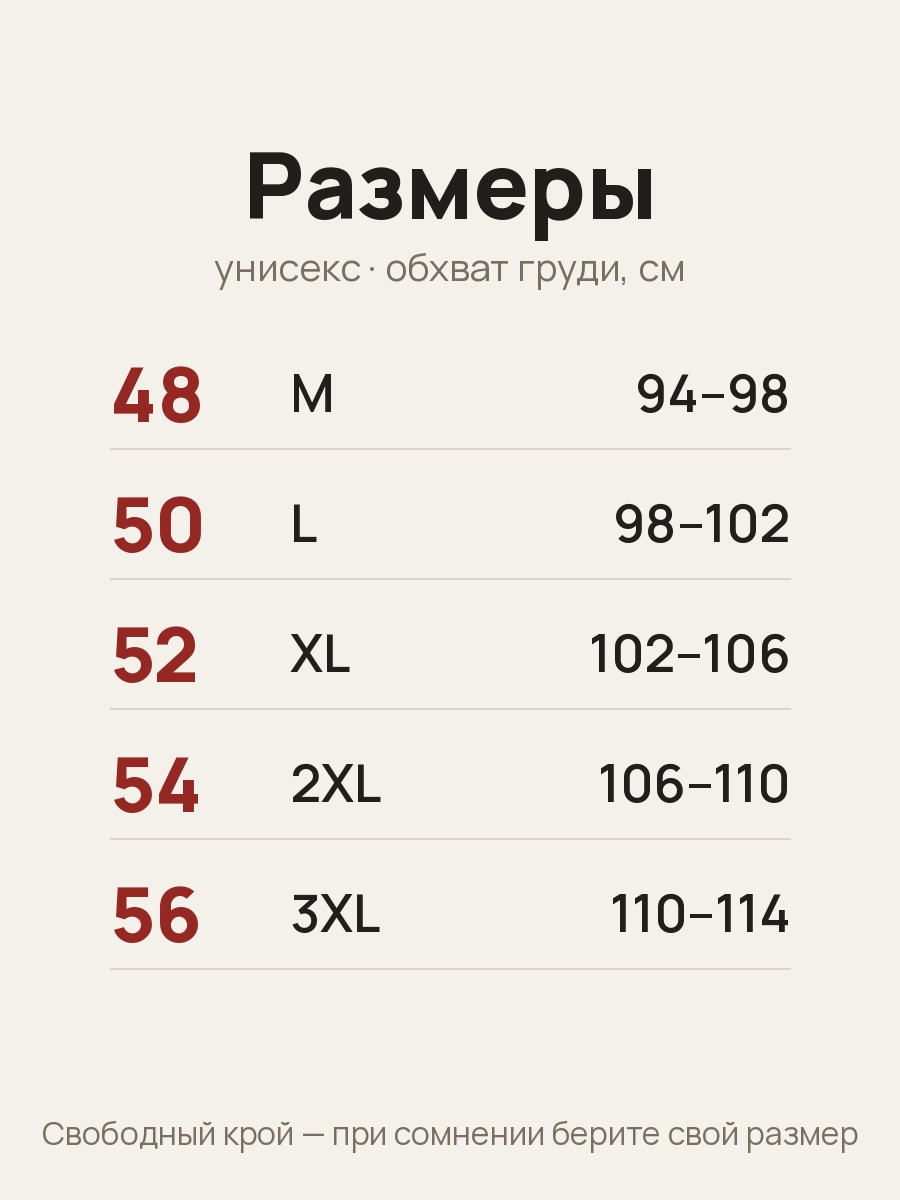 Размеры
унисекс · обхват груди, см
48 M 94–98
50 L 98–102
52 XL 102–106
54 2XL 106–110
56 3XL 110–114
Свободный крой — при сомнении берите свой размер